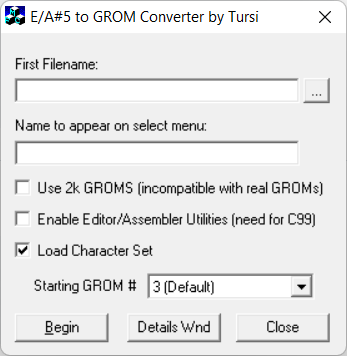 E/A#5 to GROM Converter by Tursi
First Filename:
...
Name to appear on select menu:
Use 2k GROMS (incompatible with real GROMs)
Enable Editor/Assembler Utilities (need for C99)
Load Character Set
Starting GROM # 3 (Default)
Begin Details Wnd Close